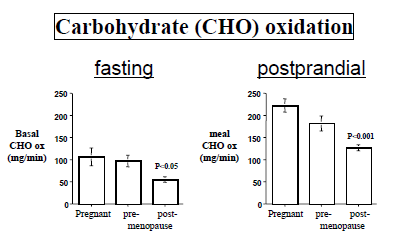 Carbohydrate (CHO) oxidation
fasting
postprandial
250
200
150
100
50
0
Basal
CHO ox
(mg/min)
P<0.05
Pregnant
pre-
post-
menopause
250
200
150
100
50
0
meal
CHO ox
(mg/min)
P<0.001
Pregnant
pre-
post-
menopause